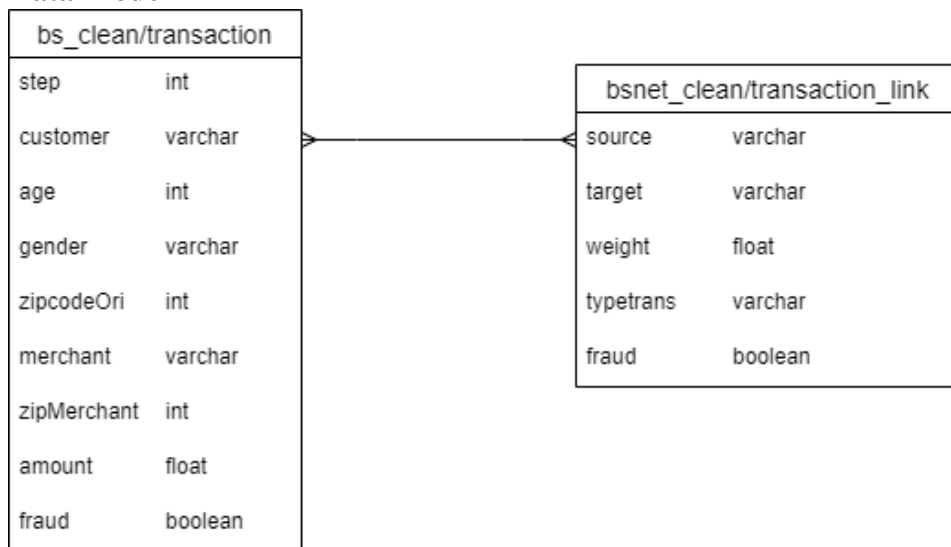 bs_clean/transaction
step int
customer varchar
age int
gender varchar
zipcodeOri int
merchant varchar
zipMerchant int
amount float
fraud boolean
bsnet_clean/transaction_link
source varchar
target varchar
weight float
typetrans varchar
fraud boolean